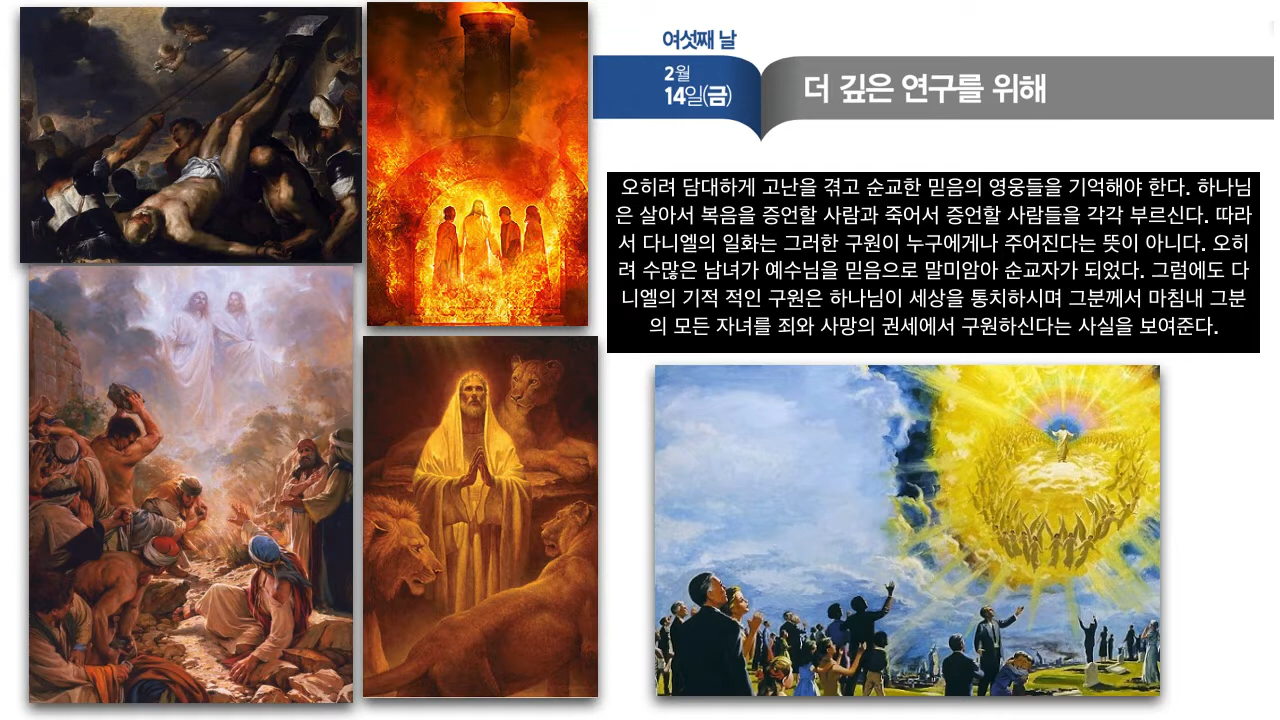 여섯째 날
2월
14일(금)
더 깊은 연구를 위해
오히려 담대하게 고난을 겪고 순교한 믿음의 영웅들을 기억해야 한다. 하나님
은 살아서 복음을 증언할 사람과 죽어서 증언할 사람들을 각각 부르신다. 따라
서 다니엘의 일화는 그러한 구원이 누구에게나 주어진다는 뜻이 아니다. 오히
려 수많은 남녀가 예수님을 믿음으로 말미암아 순교자가 되었다. 그럼에도 다
니엘의 기적 적인 구원은 하나님이 세상을 통치하시며 그분께서 마침내 그분
의 모든 자녀를 죄와 사망의 권세에서 구원하신다는 사실을 보여준다.